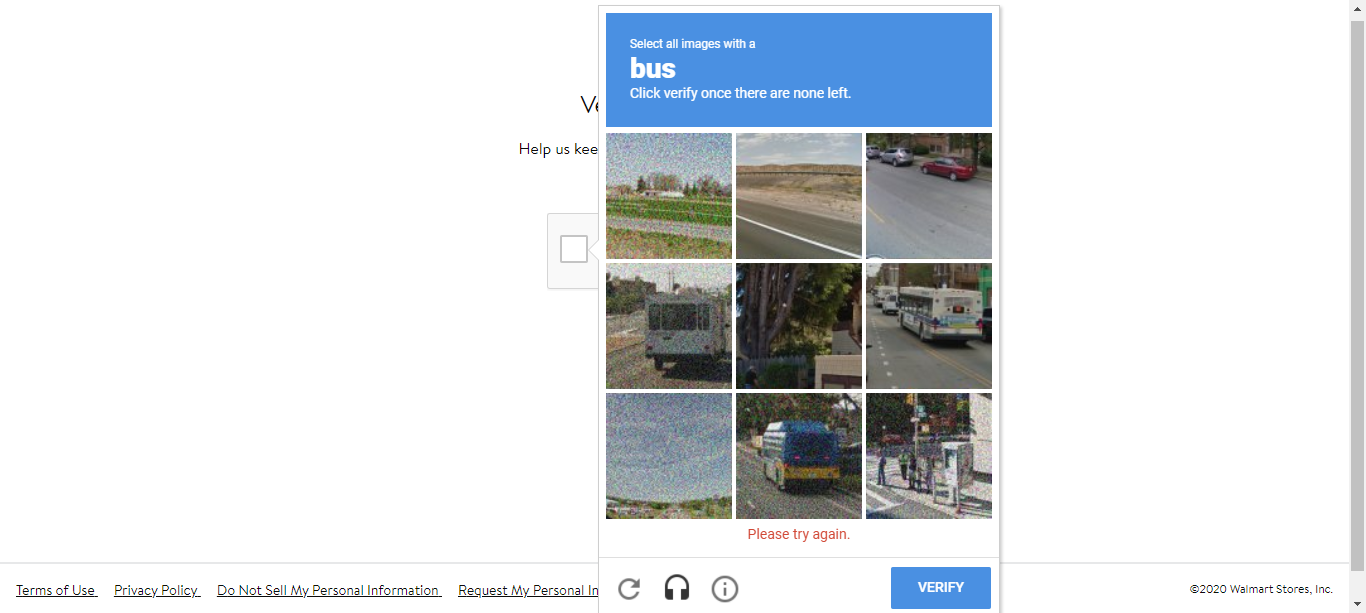 Select all images with a
bus
Click verify once there are none left.
Help us kee
Please try again.
VERIFY
Terms of Use
Privacy Policy
Do Not Sell My Personal Information
Request My Personal In
©2020 Walmart Stores, Inc.